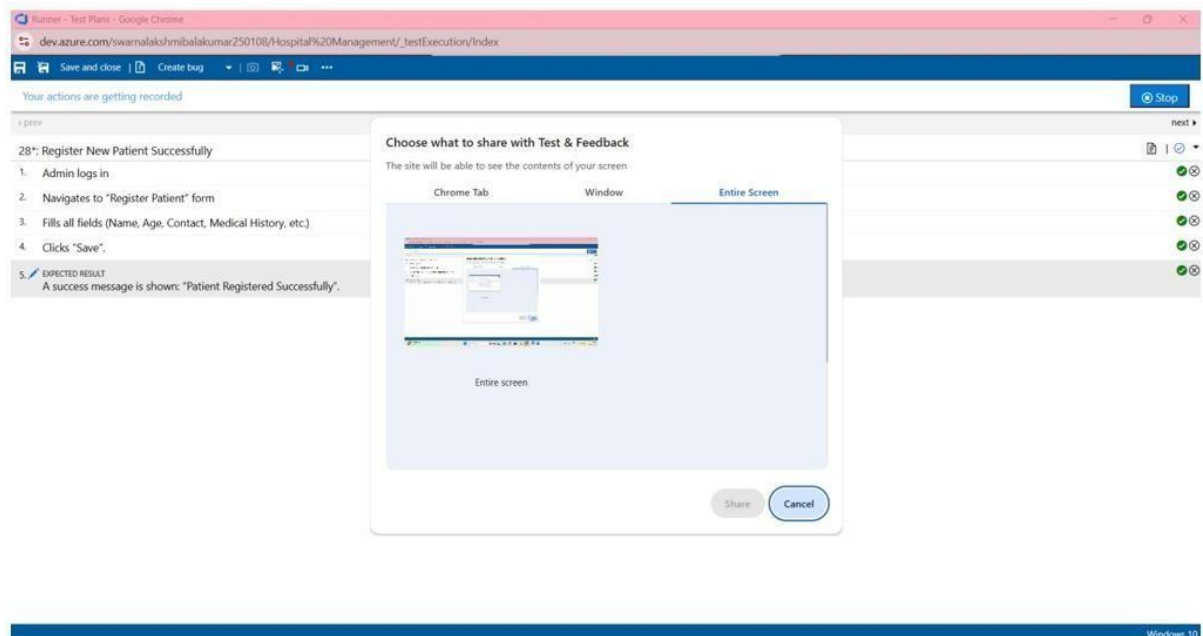 Runner - Test Plans - Google Chrome
dev.azure.com/swarnalakshmibalakumar250108/Hospital%20Management/_testExecution/Index
Save and close | Create bug
Your actions are getting recorded
Stop
prev
next
28*: Register New Patient Successfully
1. Admin logs in
2. Navigates to "Register Patient" form
3. Fills all fields (Name, Age, Contact, Medical History, etc.)
4. Clicks "Save".
5. EXPECTED RESULT
A success message is shown: "Patient Registered Successfully".
Choose what to share with Test & Feedback
The site will be able to see the contents of your screen
Chrome Tab Window Entire Screen
Entire screen
Share Cancel
Windows 10